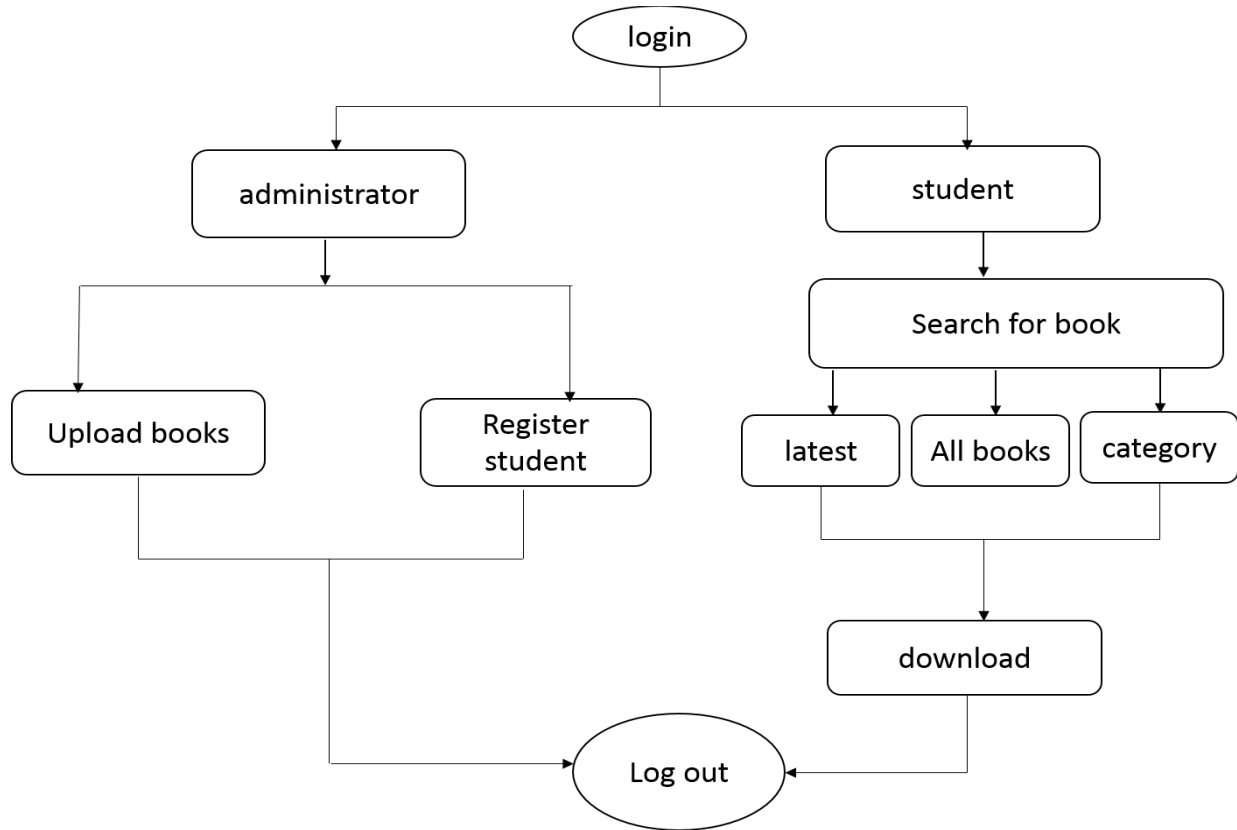 login
administrator
student
Search for book
Upload books
Register
student
latest
All books
category
download
Log out